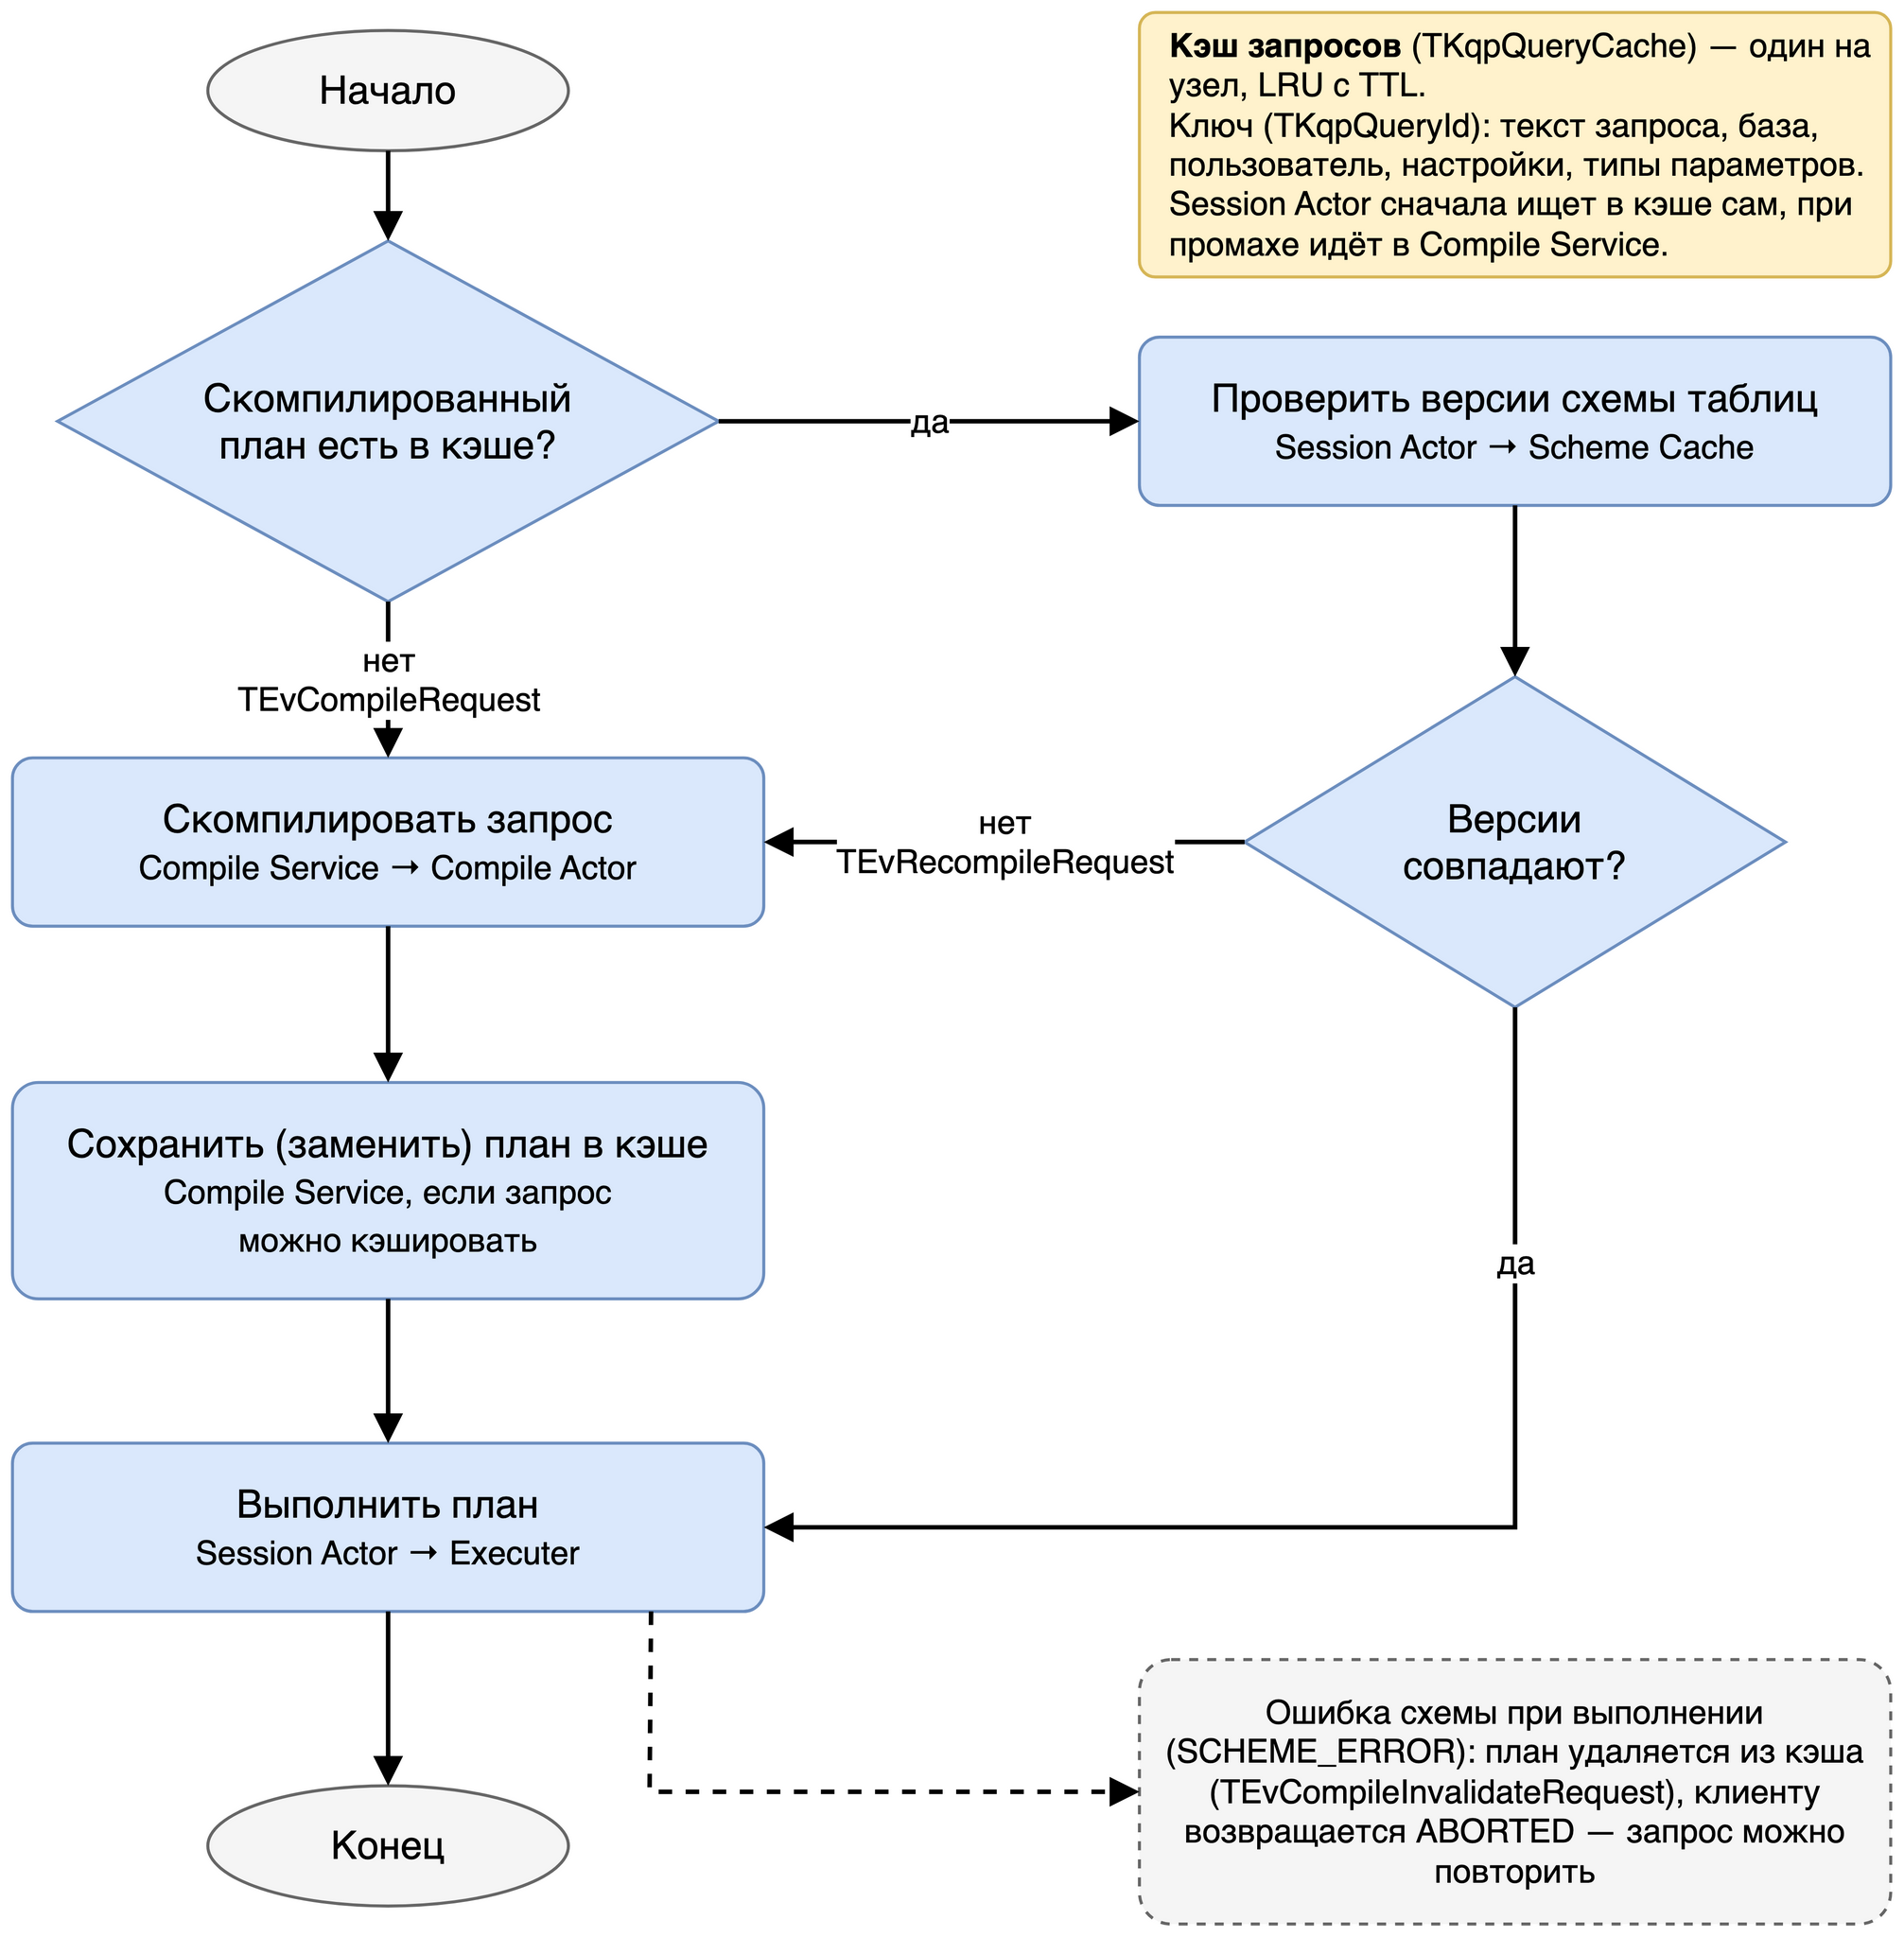 Начало
Кэш запросов (TKqpQueryCache) — один на
узел, LRU с TTL.
Ключ (TKqpQueryId): текст запроса, база,
пользователь, настройки, типы параметров.
Session Actor сначала ищет в кэше сам, при
промахе идёт в Compile Service.
Скомпилированный
план есть в кэше?
да
Проверить версии схемы таблиц
Session Actor → Scheme Cache
нет
TEvCompileRequest
Скомпилировать запрос
Compile Service → Compile Actor
нет
TEvRecompileRequest
Версии
совпадают?
Сохранить (заменить) план в кэше
Compile Service, если запрос
можно кэшировать
да
Выполнить план
Session Actor → Executer
Ошибка схемы при выполнении
(SCHEME_ERROR): план удаляется из кэша
(TEvCompileInvalidateRequest), клиенту
возвращается ABORTED — запрос можно
повторить
Конец